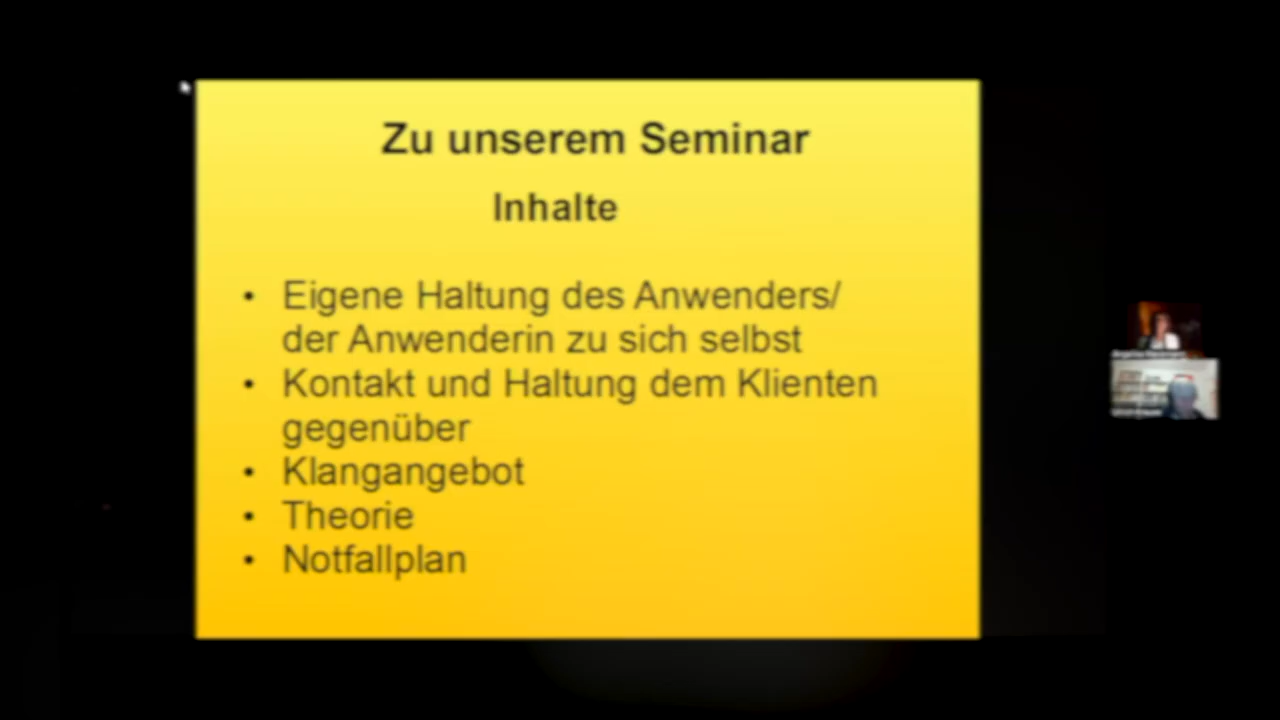 Zu unserem Seminar
Inhalte
• Eigene Haltung des Anwenders/
der Anwenderin zu sich selbst
• Kontakt und Haltung dem Klienten
gegenüber
• Klangangebot
• Theorie
• Notfallplan